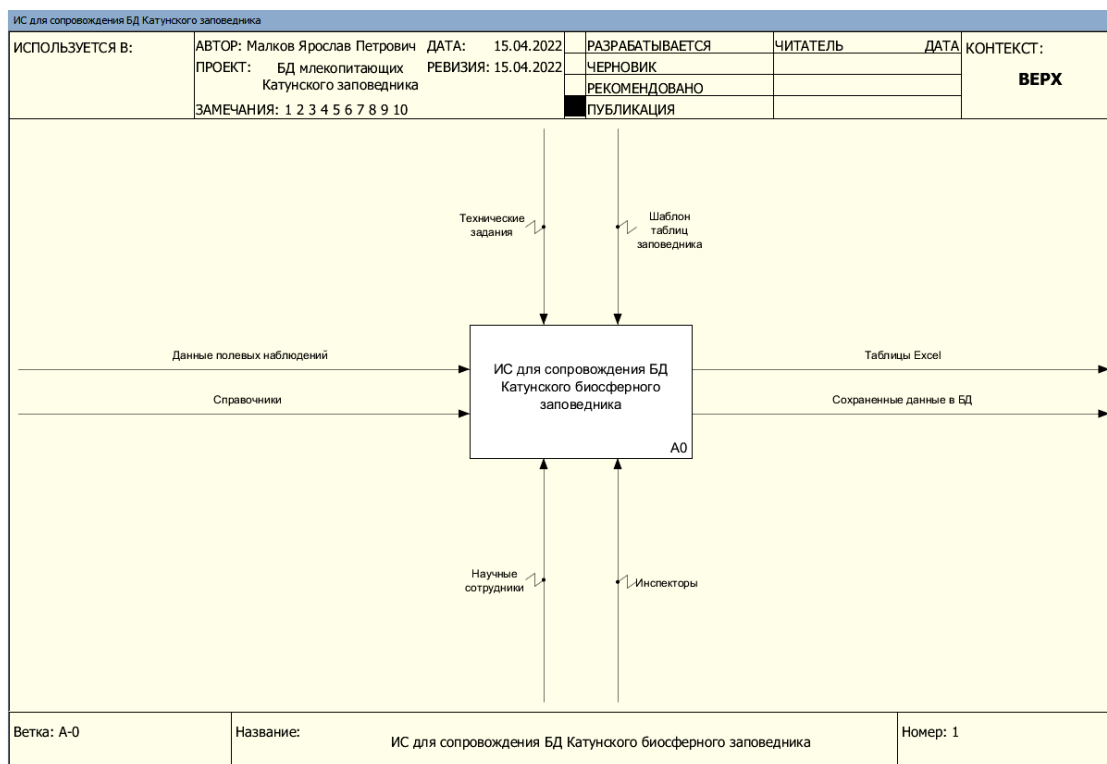 ИС для сопровождения БД Катунского заповедника
ИСПОЛЬЗУЕТСЯ В:
АВТОР: Малков Ярослав Петрович
ДАТА: 15.04.2022
РАЗРАБАТЫВАЕТСЯ
ЧИТАТЕЛЬ
ДАТА
КОНТЕКСТ:
ПРОЕКТ: БД млекопитающих
Катунского заповедника
РЕВИЗИЯ: 15.04.2022
ЧЕРНОВИК
ВЕРХ
РЕКОМЕНДОВАНО
ЗАМЕЧАНИЯ: 1 2 3 4 5 6 7 8 9 10
ПУБЛИКАЦИЯ
Технические
задания
Шаблон
таблиц
заповедника
Данные полевых наблюдений
Справочники
ИС для сопровождения БД
Катунского биосферного
заповедника
A0
Таблицы Excel
Сохраненные данные в БД
Научные
сотрудники
Инспекторы
Ветка: A-0
Название:
ИС для сопровождения БД Катунского биосферного заповедника
Номер: 1